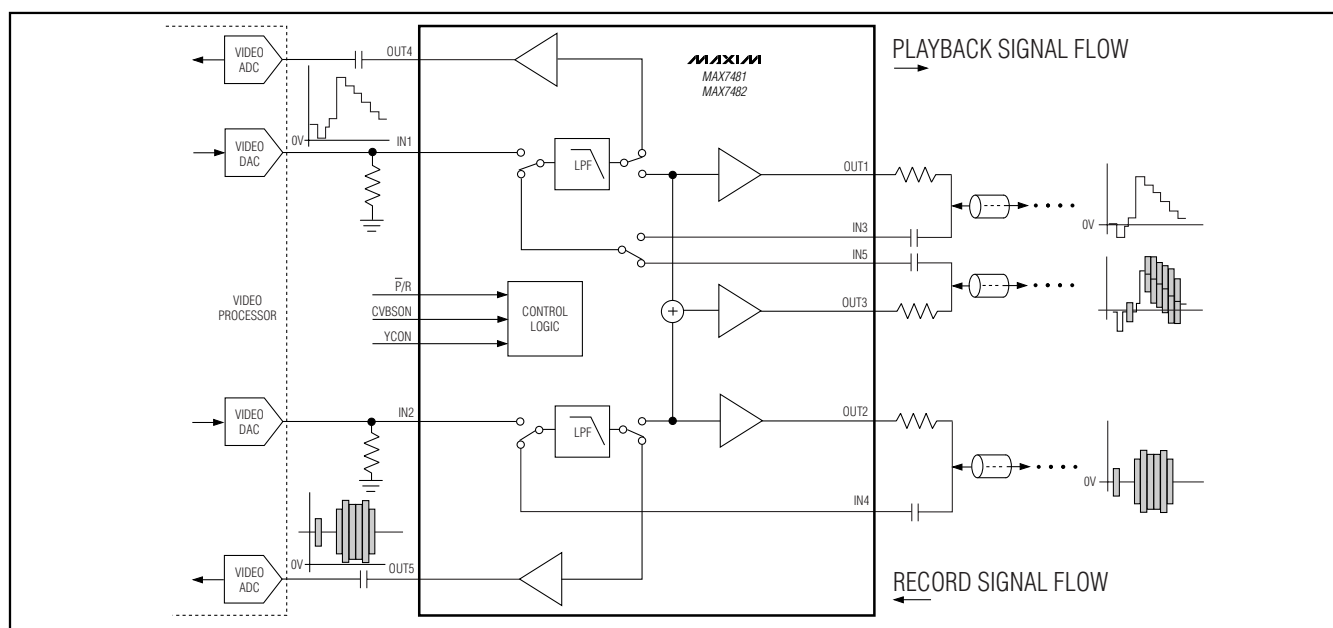 VIDEO
ADC
OUT4
MAXIM
MAX7481
MAX7482
PLAYBACK SIGNAL FLOW
0V
VIDEO
DAC
IN1
LPF
OUT1
0V
IN3
IN5
VIDEO
PROCESSOR
P̅/R
CVBSON
YCON
CONTROL
LOGIC
+
OUT3
VIDEO
DAC
IN2
LPF
OUT2
0V
IN4
0V
VIDEO
ADC
OUT5
RECORD SIGNAL FLOW